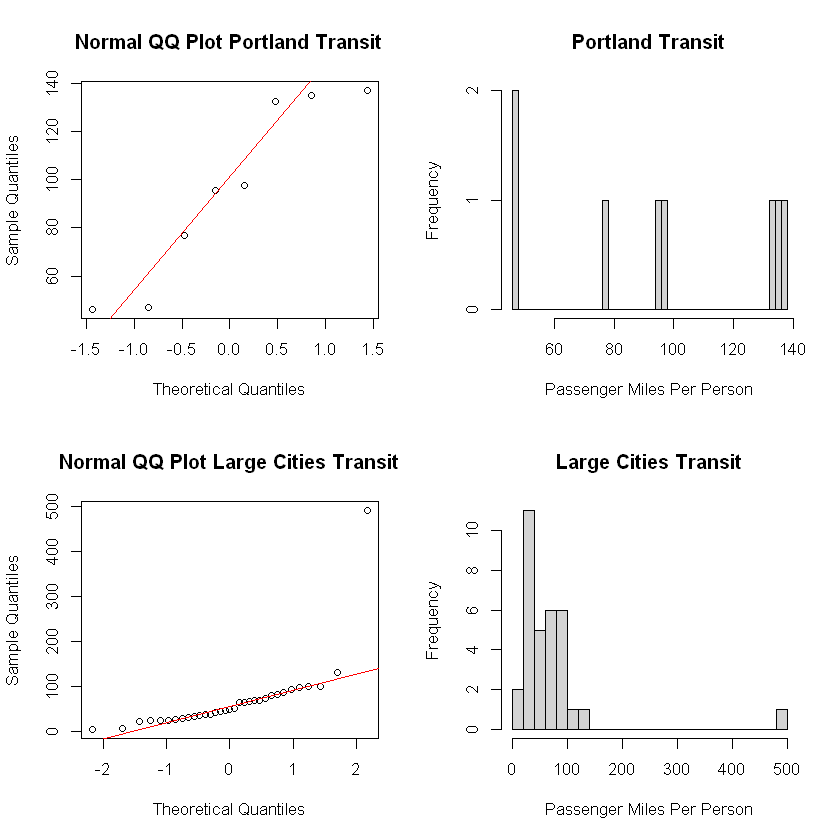 Normal QQ Plot Portland Transit
Sample Quantiles
140
120
100
80
60
-1.5 -1.0 -0.5 0.0 0.5 1.0 1.5
Theoretical Quantiles
Portland Transit
Frequency
2
1
0
60 80 100 120 140
Passenger Miles Per Person
Normal QQ Plot Large Cities Transit
Sample Quantiles
500
400
300
200
100
0
-2 -1 0 1 2
Theoretical Quantiles
Large Cities Transit
Frequency
10
8
6
4
2
0
0 100 200 300 400 500
Passenger Miles Per Person